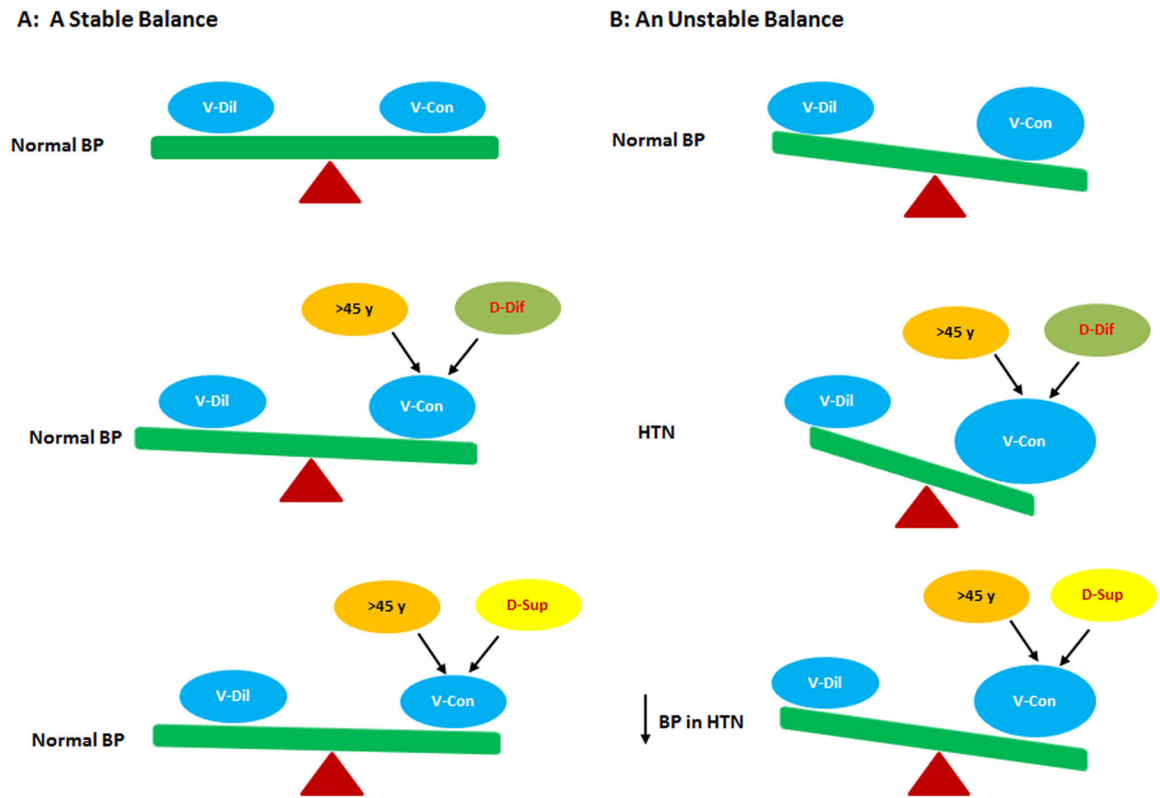 A: A Stable Balance
V-Dil
V-Con
Normal BP
>45 y
D-Dif
V-Dil
V-Con
Normal BP
>45 y
D-Sup
V-Dil
V-Con
Normal BP
B: An Unstable Balance
V-Dil
V-Con
Normal BP
>45 y
D-Dif
V-Dil
V-Con
HTN
>45 y
D-Sup
V-Dil
V-Con
BP in HTN